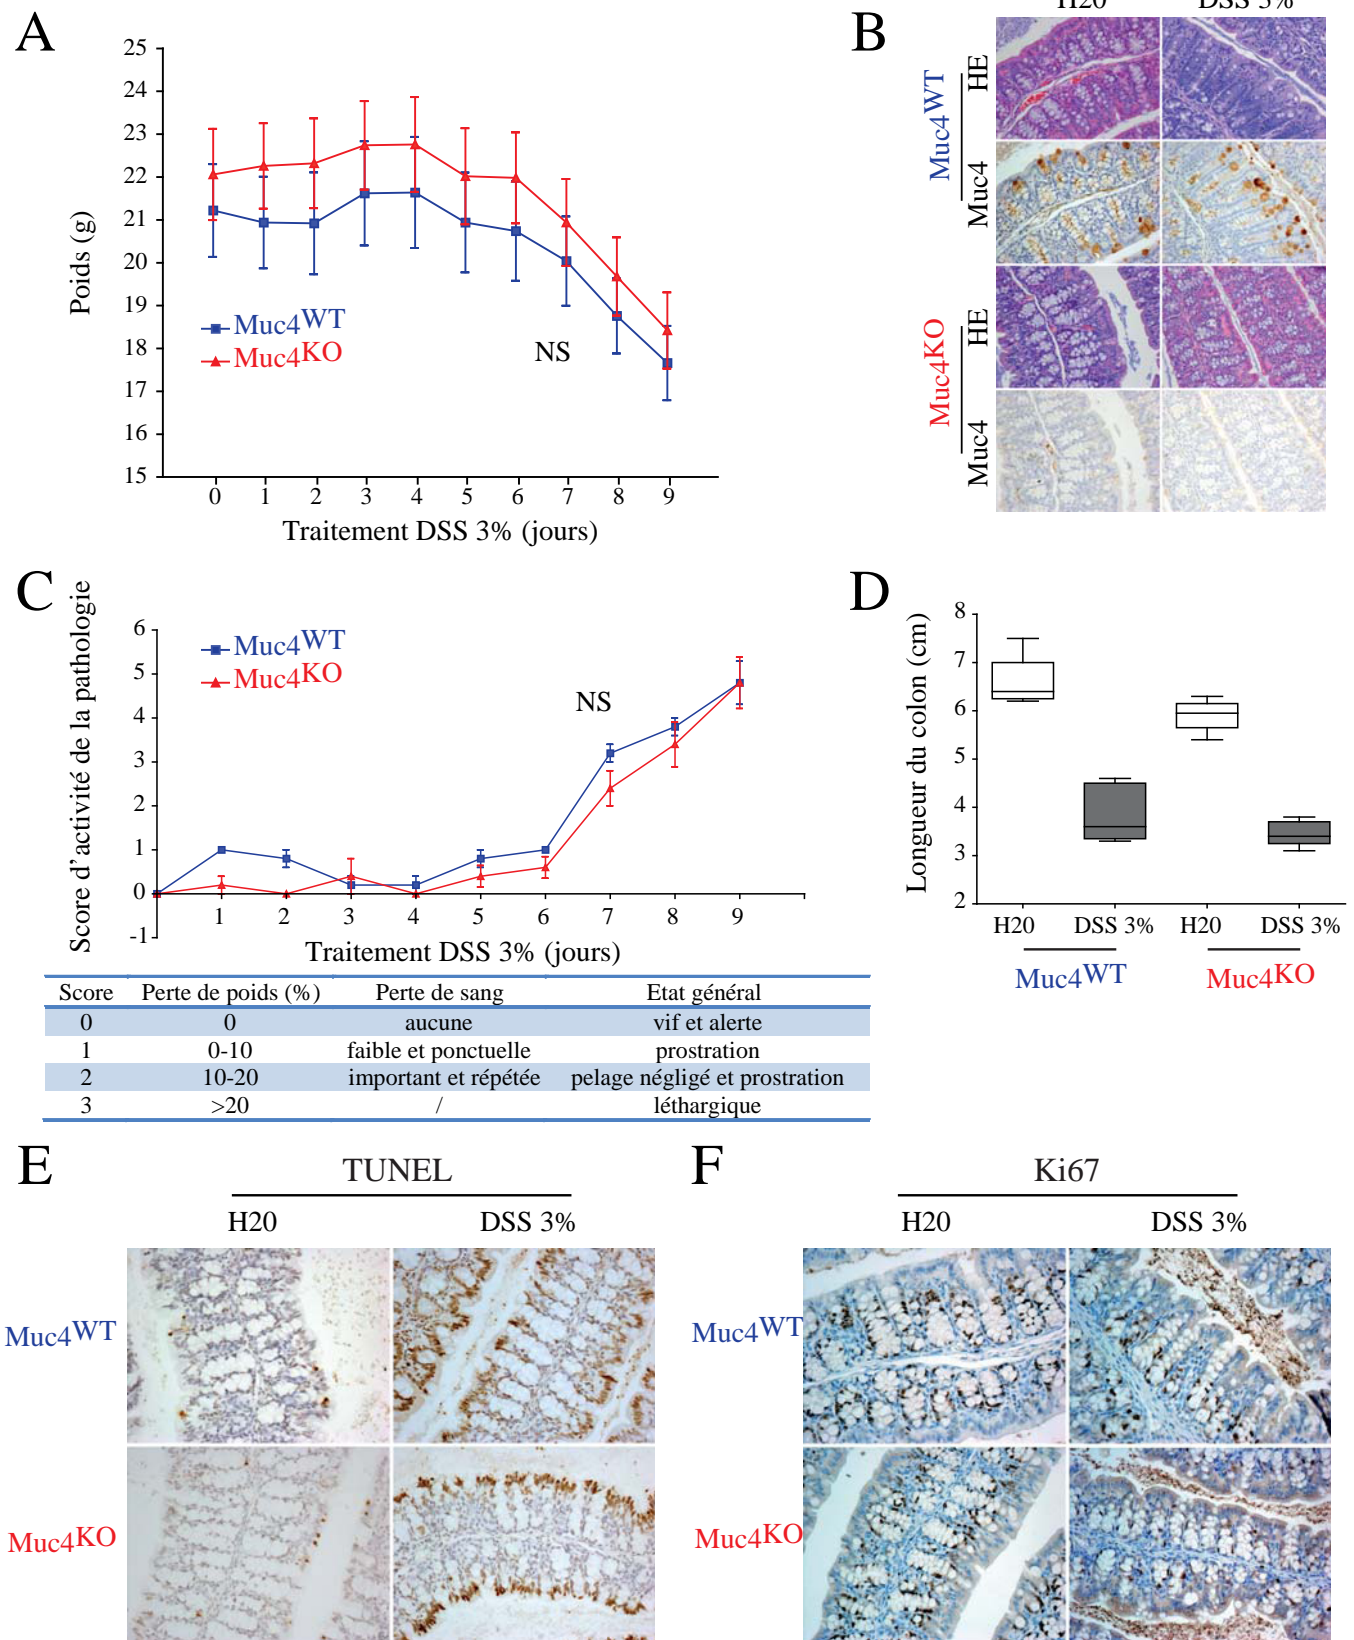 A
25
24
23
22
21
20
19
18
17
16
15
Poids (g)
Muc4WT
Muc4KO
NS
0 1 2 3 4 5 6 7 8 9
Traitement DSS 3% (jours)
B
H20 DSS 3%
Muc4WT
HE
Muc4
Muc4KO
HE
Muc4
C
Score d'activité de la pathologie
6
5
4
3
2
1
0
-1
Muc4WT
Muc4KO
NS
1 2 3 4 5 6 7 8 9
Traitement DSS 3% (jours)
Score Perte de poids (%) Perte de sang Etat général
0 0 aucune vif et alerte
1 0-10 faible et ponctuelle prostration
2 10-20 important et répétée pelage négligé et prostration
3 >20 / léthargique
D
Longueur du colon (cm)
8
7
6
5
4
3
2
H20 DSS 3% H20 DSS 3%
Muc4WT Muc4KO
E
TUNEL
H20 DSS 3%
Muc4WT
Muc4KO
F
Ki67
H20 DSS 3%
Muc4WT
Muc4KO